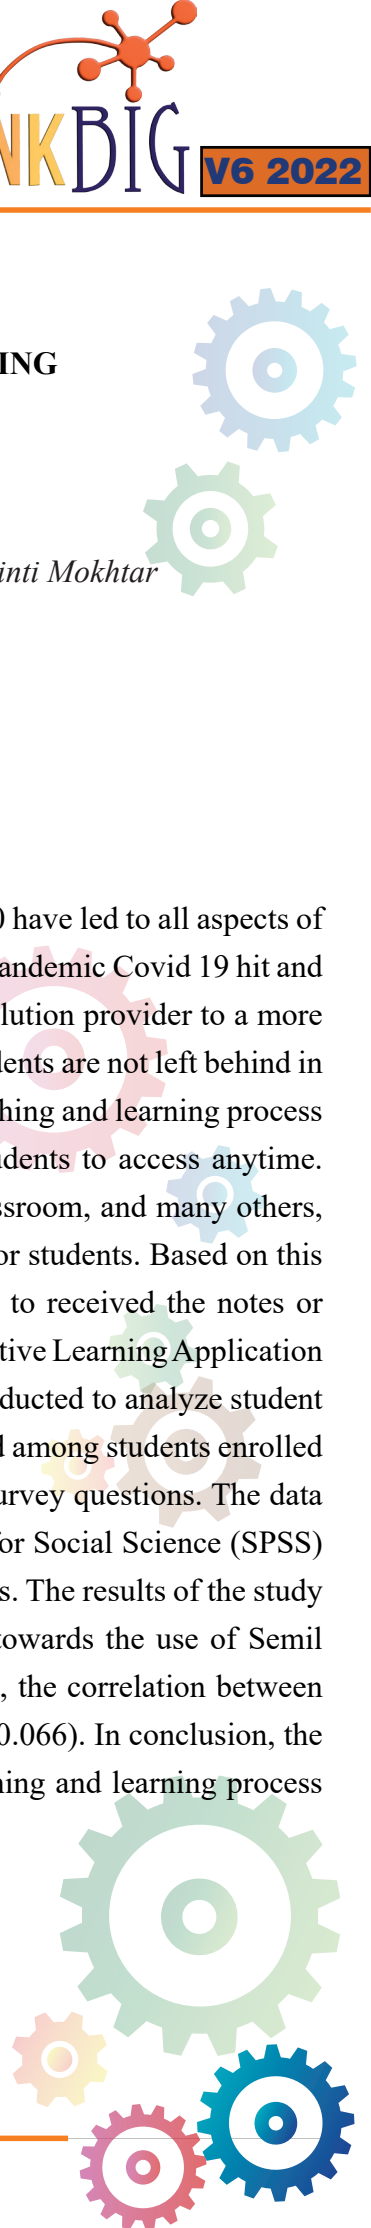 NKBIG
V6 2022
ING
inti Mokhtar
0 have led to all aspects of
andemic Covid 19 hit and
lution provider to a more
dents are not left behind in
hing and learning process
udents to access anytime.
ssroom, and many others,
or students. Based on this
to received the notes or
tive Learning Application
ducted to analyze student
d among students enrolled
urvey questions. The data
for Social Science (SPSS)
s. The results of the study
towards the use of Semil
, the correlation between
0.066). In conclusion, the
hing and learning process